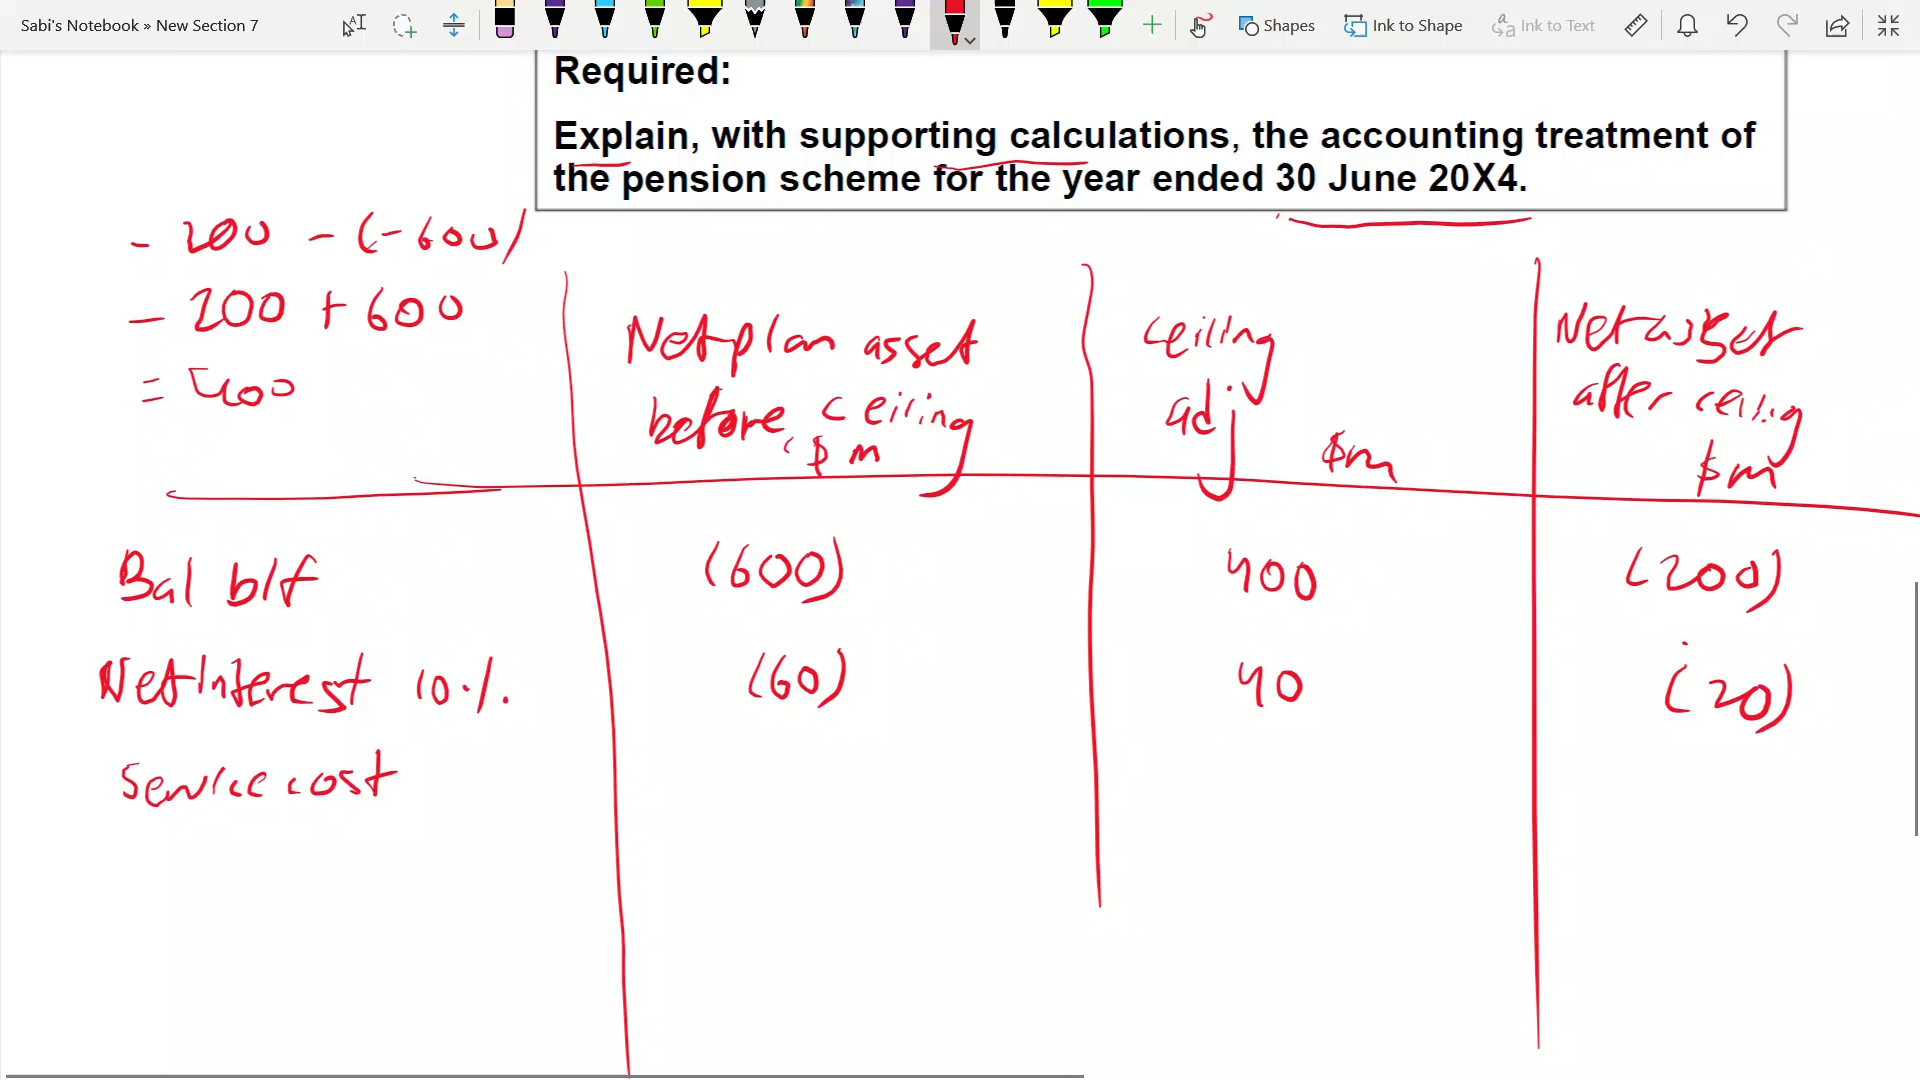 Sabi's Notebook » New Section 7
Shapes
Ink to Shape
Ink to Text
Required:
Explain, with supporting calculations, the accounting treatment of
the pension scheme for the year ended 30 June 20X4.
- 200 - (-600)
- 200 + 600
= 400
Net plan asset
before ceiling
$m
ceiling
adj
$m
Net asset
after ceiling
$m
Bal b/f (600) 400 (200)
Net Interest 10% (60) 40 (20)
Service cost